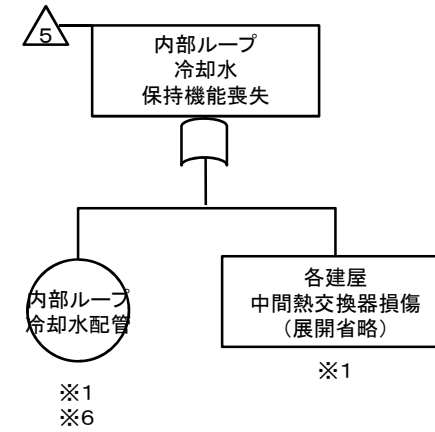 5
内部ループ
冷却水
保持機能喪失
内部ループ
冷却水配管
※1
※6
各建屋
中間熱交換器損傷
（展開省略）
※1